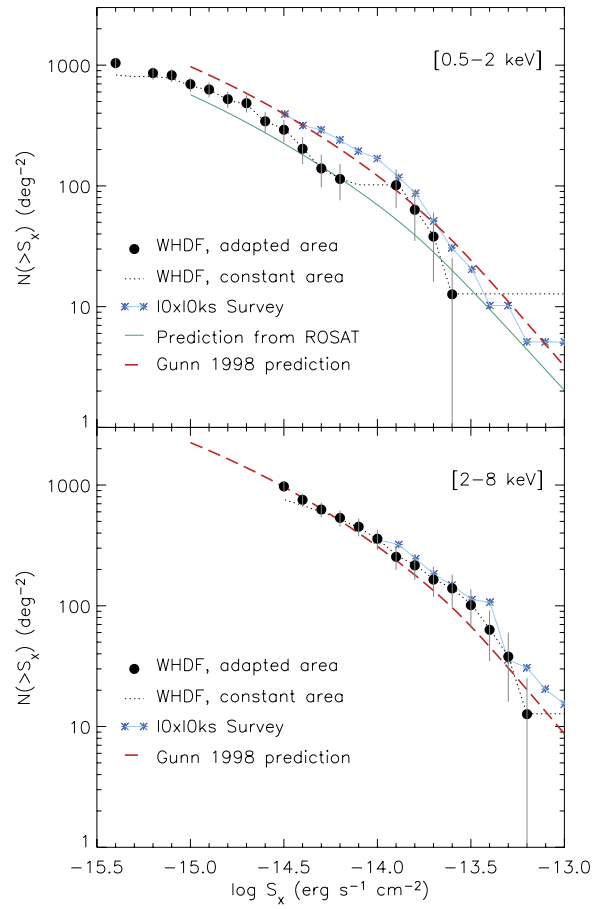 [0.5−2 keV]
N(>Sx) (deg−2)
1000
100
10
1
WHDF, adapted area
WHDF, constant area
10x10ks Survey
Prediction from ROSAT
Gunn 1998 prediction
[2−8 keV]
N(>Sx) (deg−2)
1000
100
10
1
WHDF, adapted area
WHDF, constant area
10x10ks Survey
Gunn 1998 prediction
−15.5 −15.0 −14.5 −14.0 −13.5 −13.0
log Sx (erg s−1 cm−2)